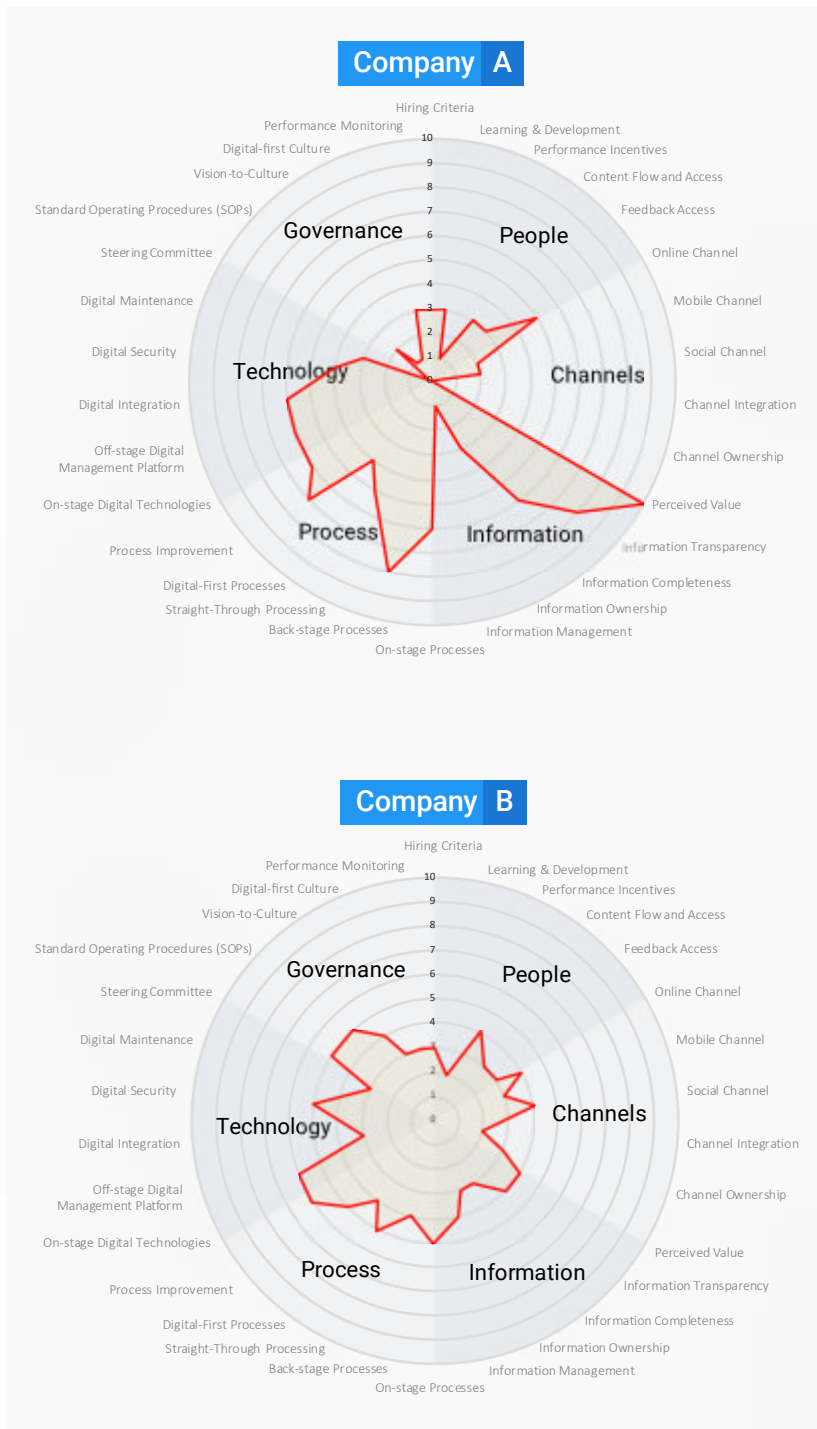 Company A
Hiring Criteria
Performance Monitoring
Learning & Development
Digital-first Culture
10
Performance Incentives
Vision-to-Culture
9
Content Flow and Access
8
Standard Operating Procedures (SOPs)
7
Feedback Access
Governance
6
People
Steering Committee
5
Online Channel
4
Digital Maintenance
3
Mobile Channel
2
Digital Security
1
Social Channel
Technology
0
Channels
Digital Integration
Channel Integration
Off-stage Digital
Management Platform
Channel Ownership
On-stage Digital Technologies
Perceived Value
Process
Information
Process Improvement
Information Transparency
Digital-First Processes
Information Completeness
Straight-Through Processing
Information Ownership
Back-stage Processes
Information Management
On-stage Processes
Company B
Hiring Criteria
Performance Monitoring
Learning & Development
Digital-first Culture
10
Performance Incentives
Vision-to-Culture
9
Content Flow and Access
8
Standard Operating Procedures (SOPs)
7
Feedback Access
Governance
6
People
Steering Committee
5
Online Channel
4
Digital Maintenance
3
Mobile Channel
2
Digital Security
1
Social Channel
Technology
0
Channels
Digital Integration
Channel Integration
Off-stage Digital
Management Platform
Channel Ownership
On-stage Digital Technologies
Perceived Value
Process
Information
Process Improvement
Information Transparency
Digital-First Processes
Information Completeness
Straight-Through Processing
Information Ownership
Back-stage Processes
Information Management
On-stage Processes